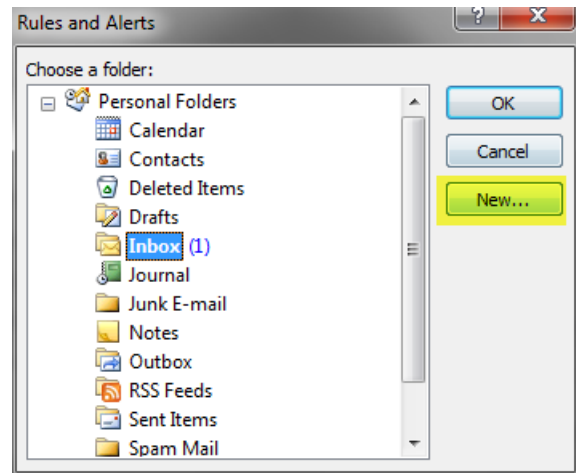 Rules and Alerts
?
X
Choose a folder:
Personal Folders
Calendar
Contacts
Deleted Items
Drafts
Inbox (1)
Journal
Junk E-mail
Notes
Outbox
RSS Feeds
Sent Items
Spam Mail
OK
Cancel
New...